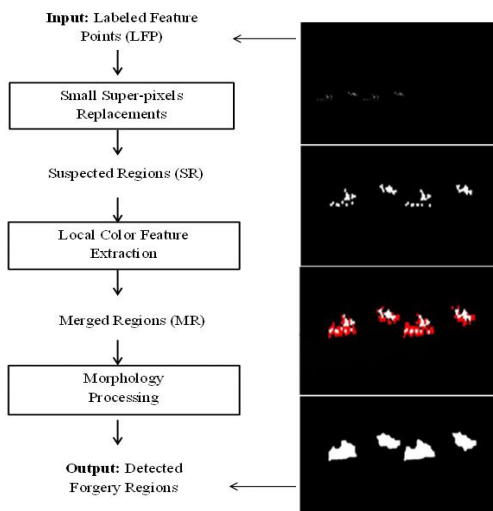 Input: Labeled Feature
Points (LFP)
Small Super-pixels
Replacements
Suspected Regions (SR)
Local Color Feature
Extraction
Merged Regions (MR)
Morphology
Processing
Output: Detected
Forgery Regions